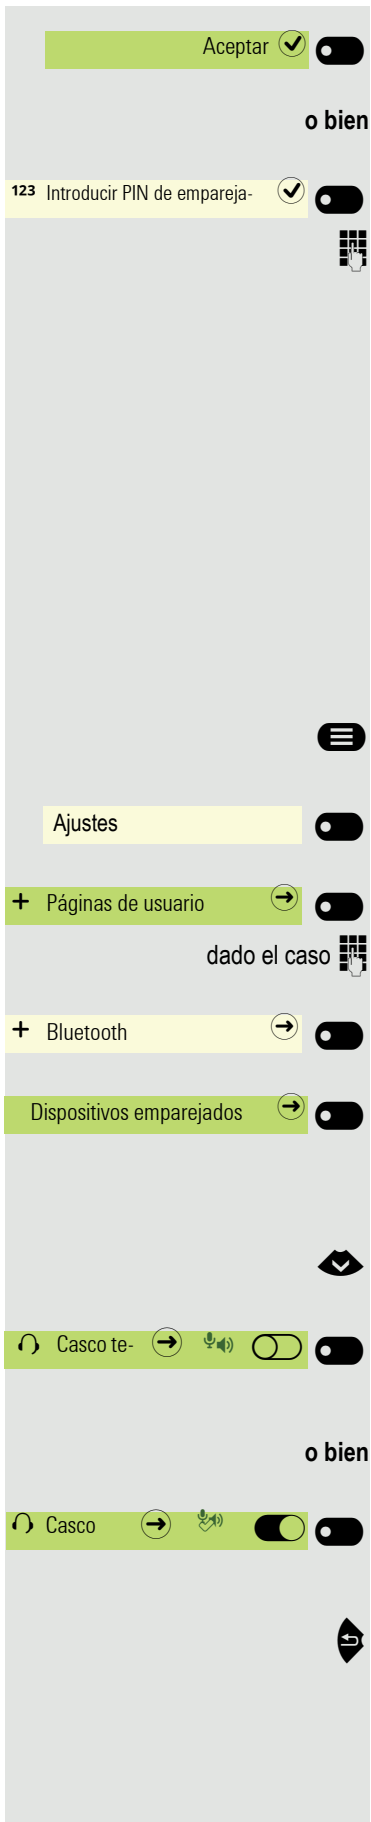 Aceptar
o bien
123 Introducir PIN de empareja-
Ajustes
+ Páginas de usuario
dado el caso
+ Bluetooth
Dispositivos emparejados
Casco te-
o bien
Casco